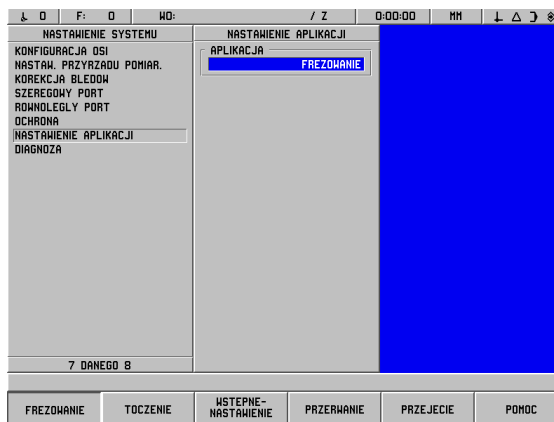 0 F: 0 WO: / Z 0:00:00 MM
NASTAWIENIE SYSTEMU
KONFIGURACJA OSI
NASTAW. PRZYRZADU POMIAR.
KOREKCJA BLEDOW
SZEREGOWY PORT
ROWNOLEGLY PORT
OCHRONA
NASTAWIENIE APLIKACJI
DIAGNOZA
7 DANEGO 8
NASTAWIENIE APLIKACJI
APLIKACJA
FREZOWANIE
FREZOWANIE
TOCZENIE
WSTEPNE-
NASTAWIENIE
PRZERWANIE
PRZEJECIE
POMOC